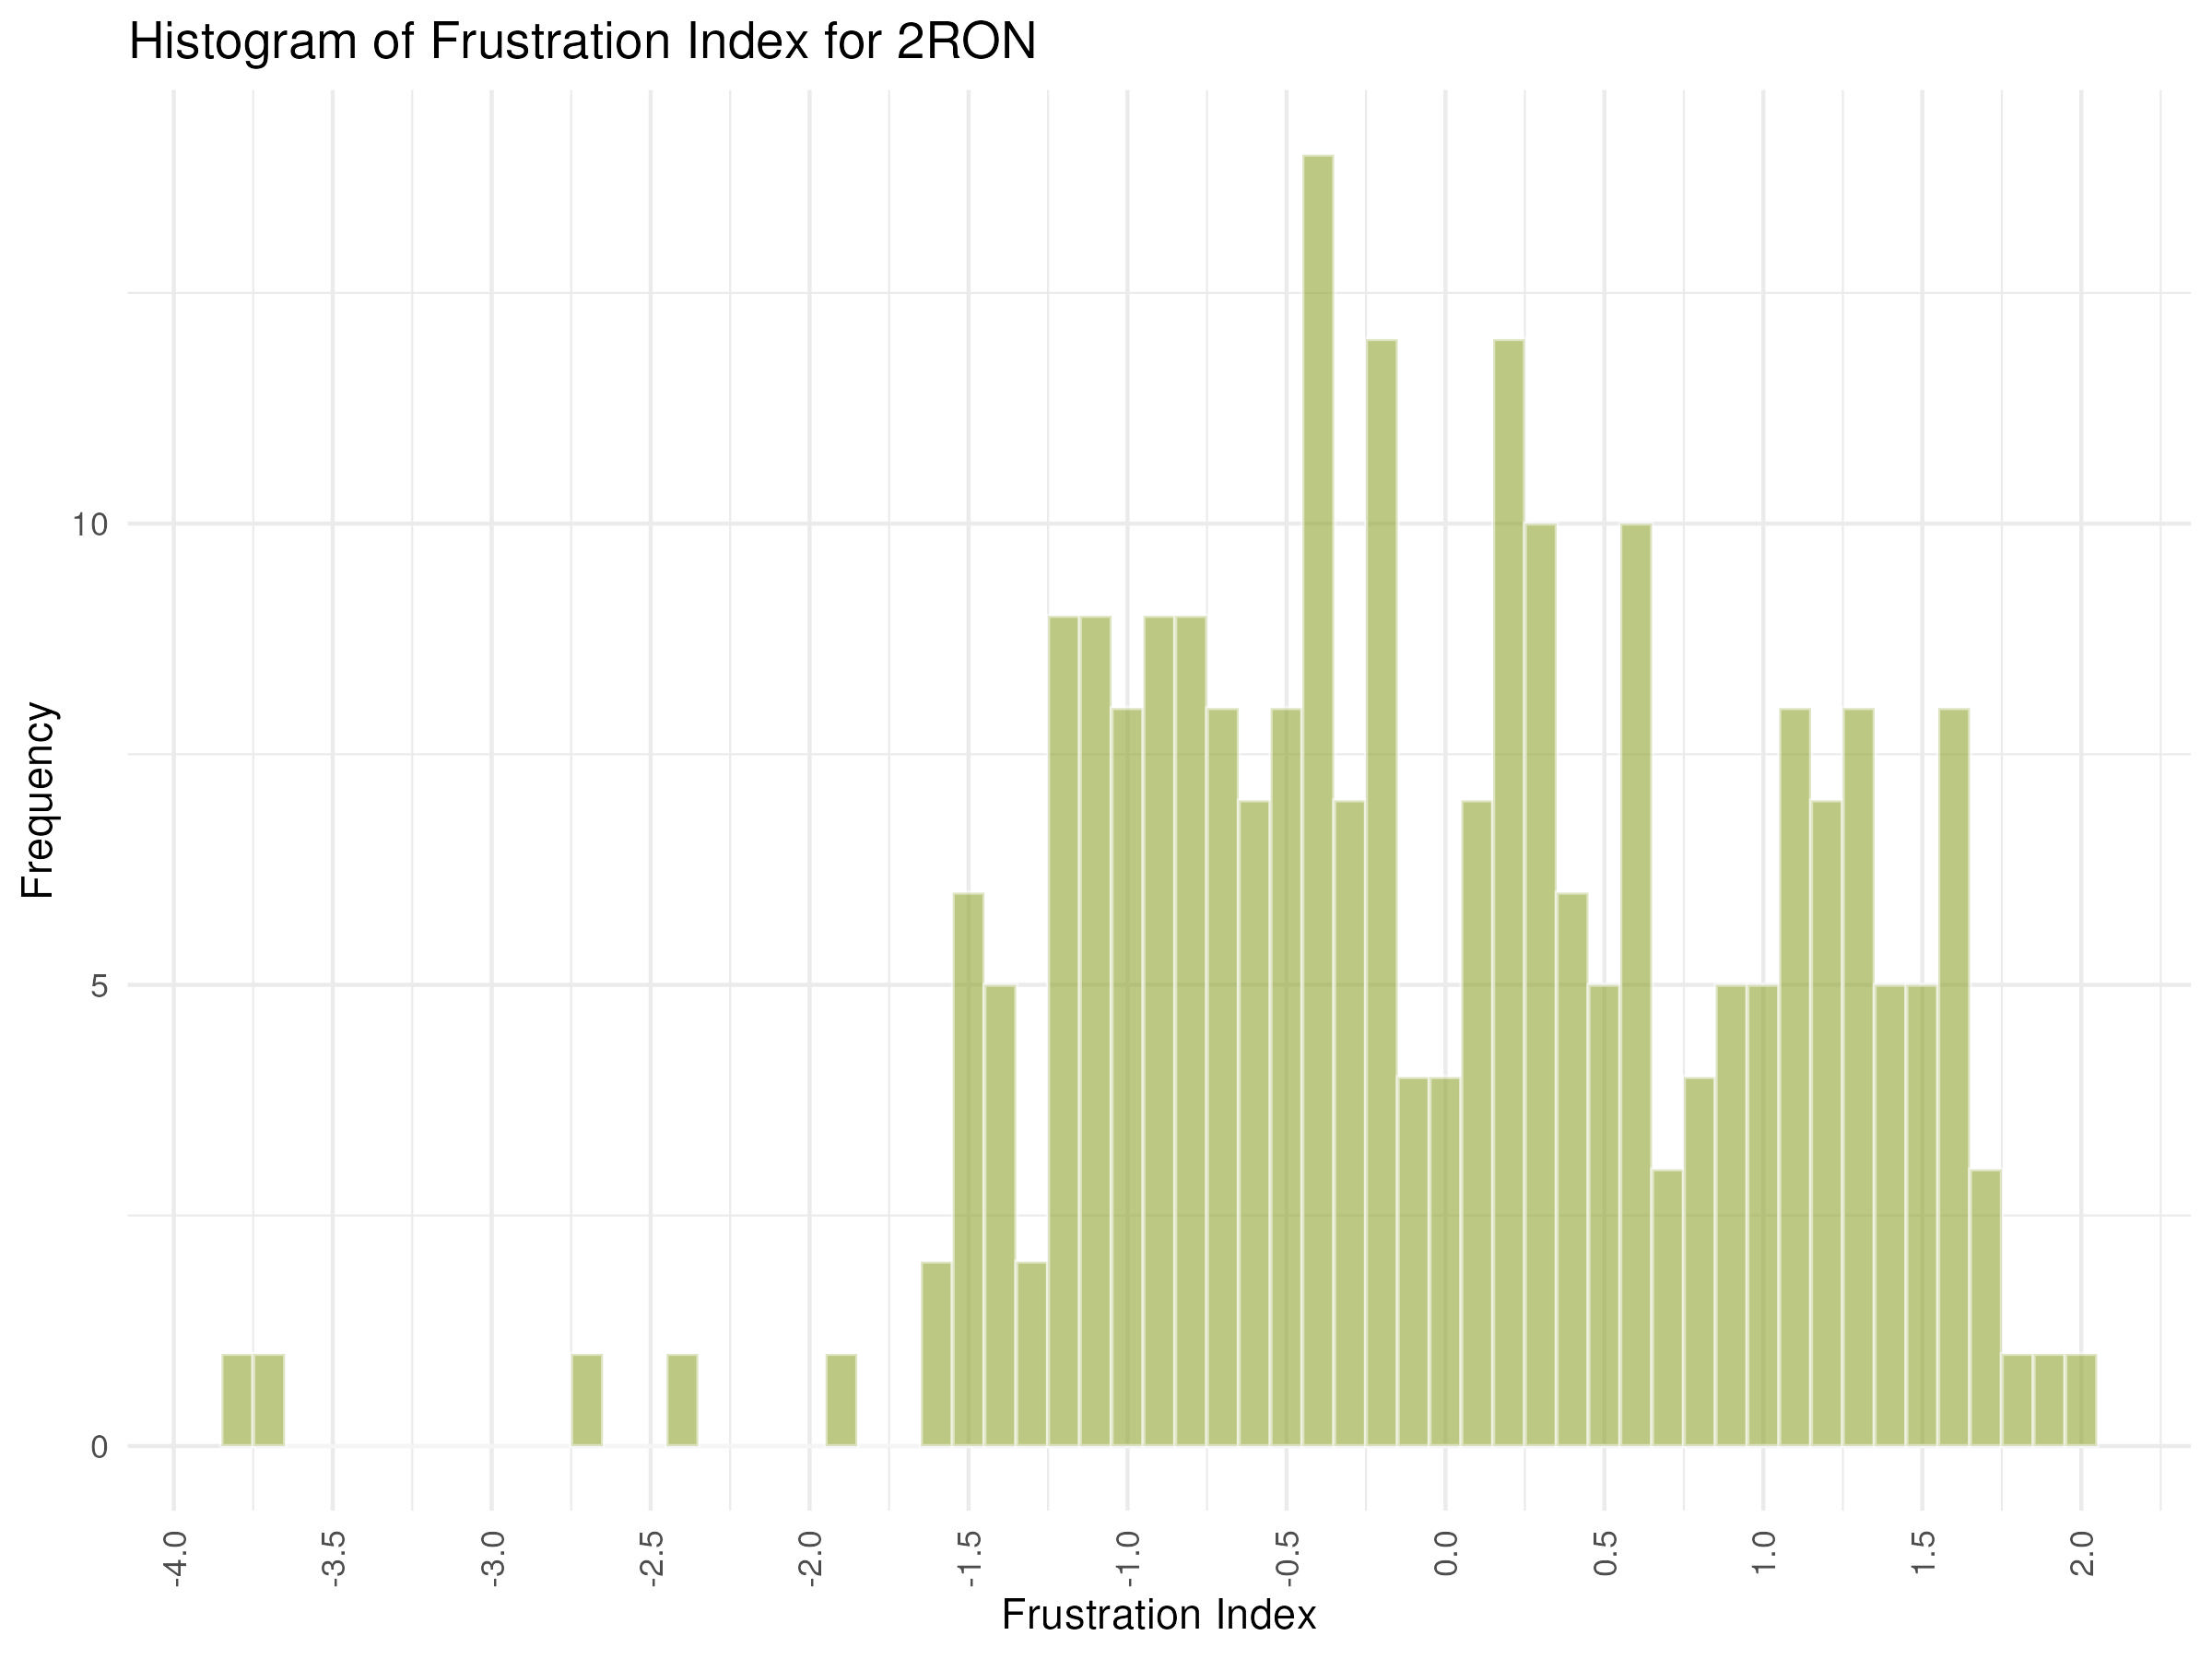 Histogram of Frustration Index for 2RON
Frequency
10
5
0
-4.0 -3.5 -3.0 -2.5 -2.0 -1.5 -1.0 -0.5 0.0 0.5 1.0 1.5 2.0
Frustration Index